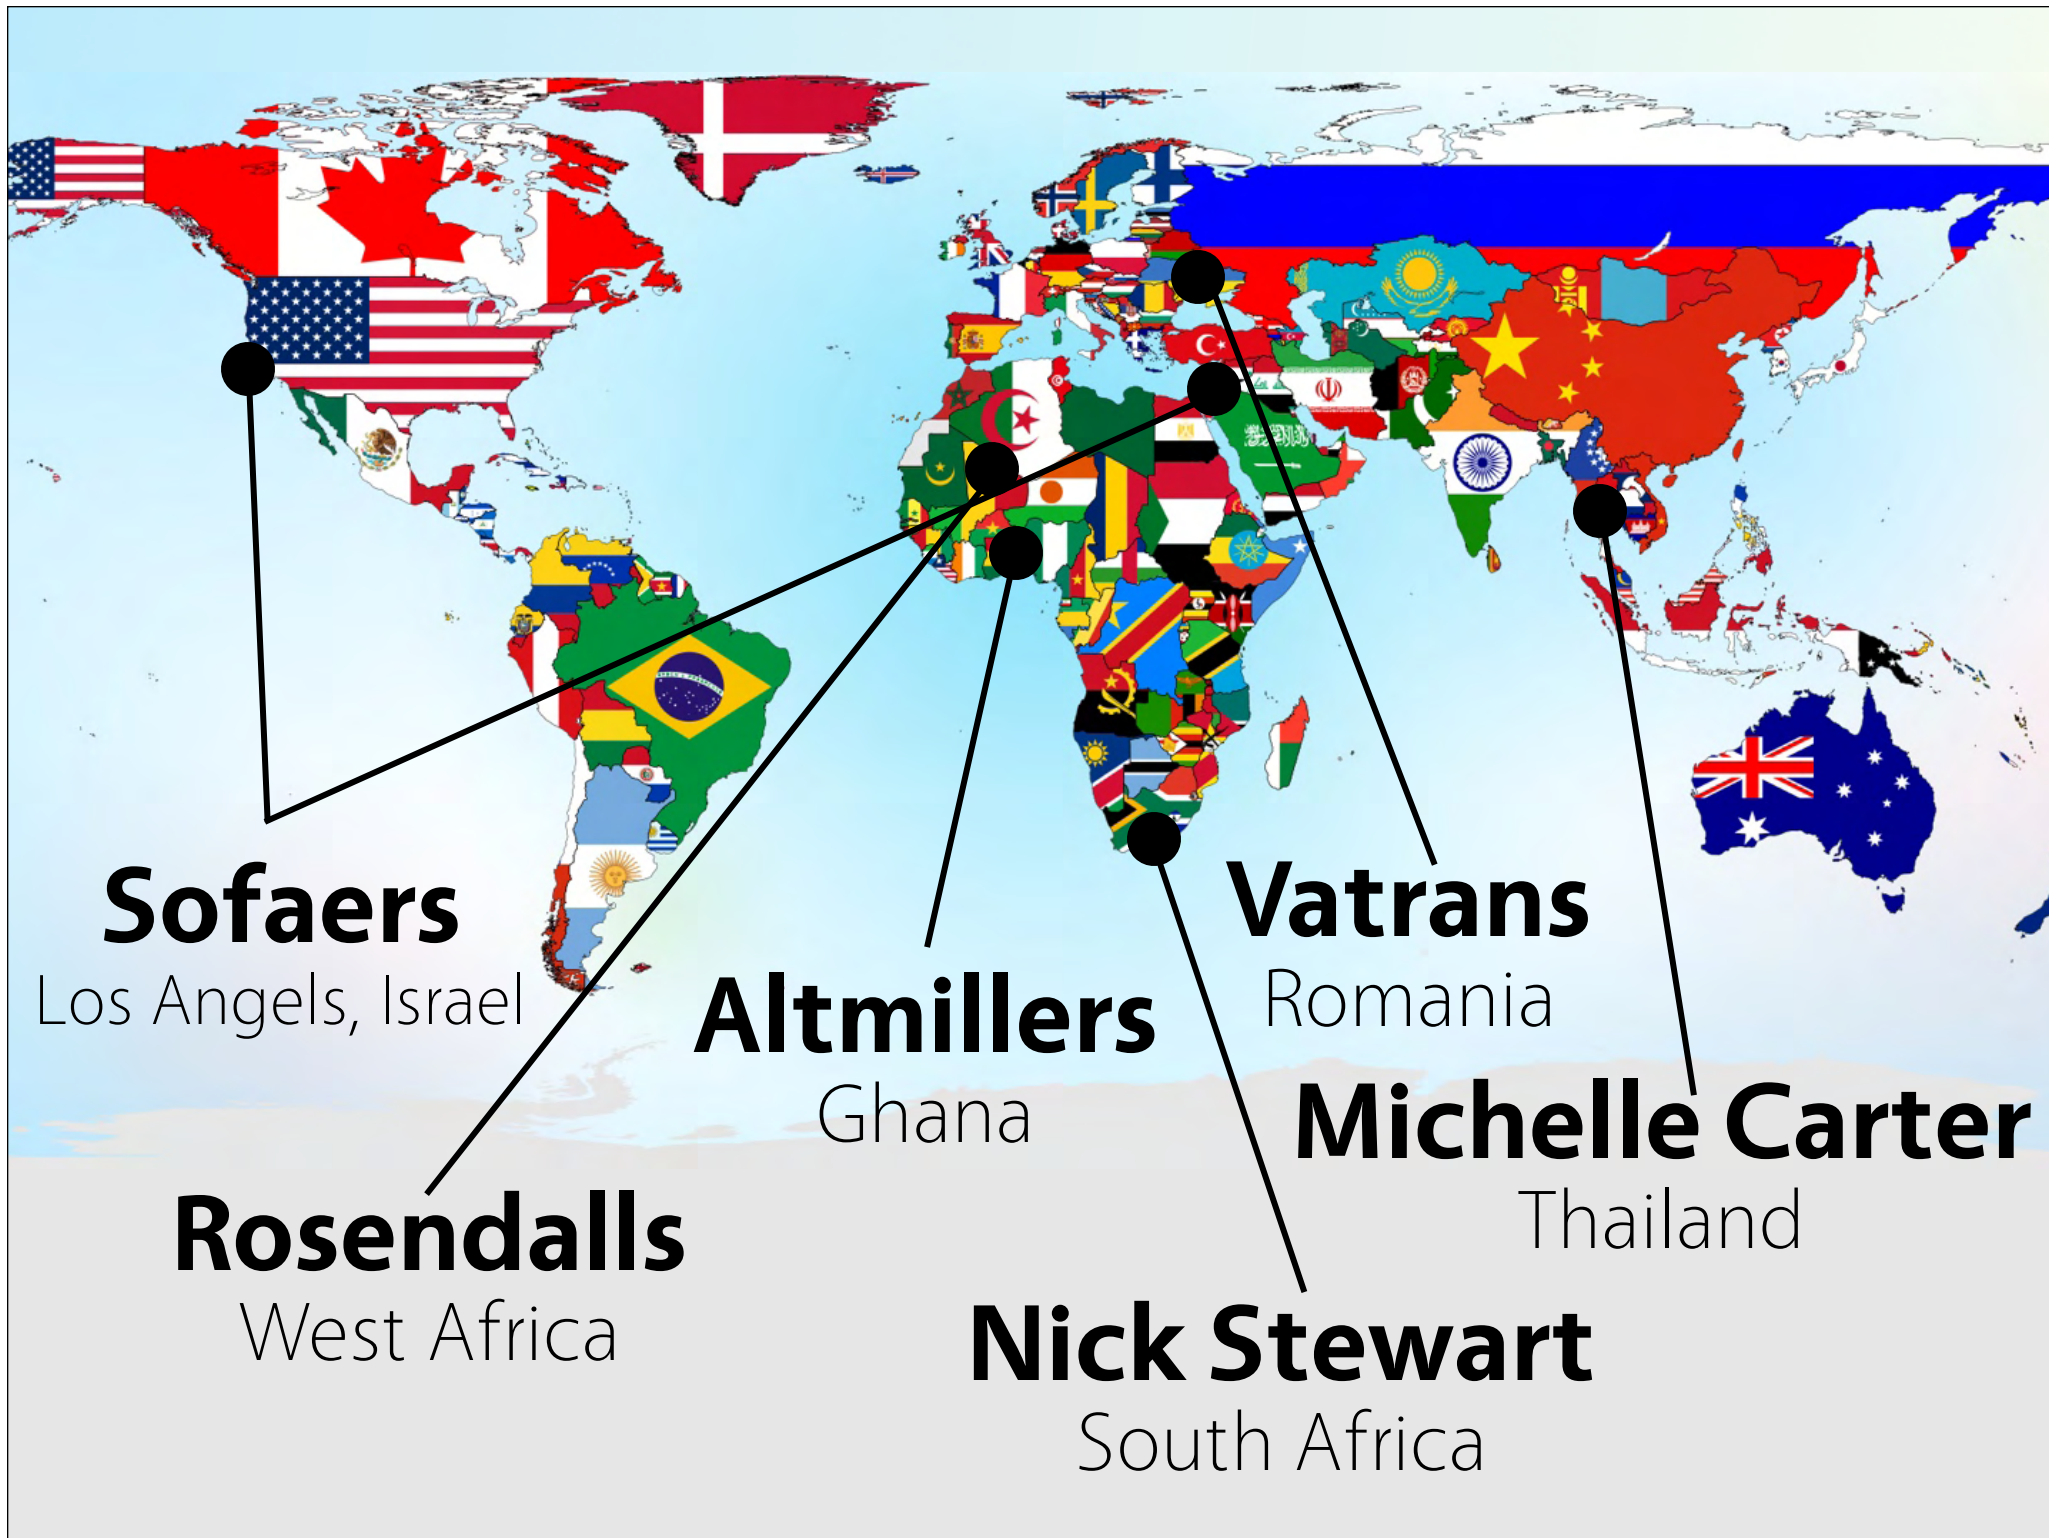 Sofaers
Los Angels, Israel
Vatrans
Romania
Altmillers
Ghana
Michelle Carter
Thailand
Rosendalls
West Africa
Nick Stewart
South Africa